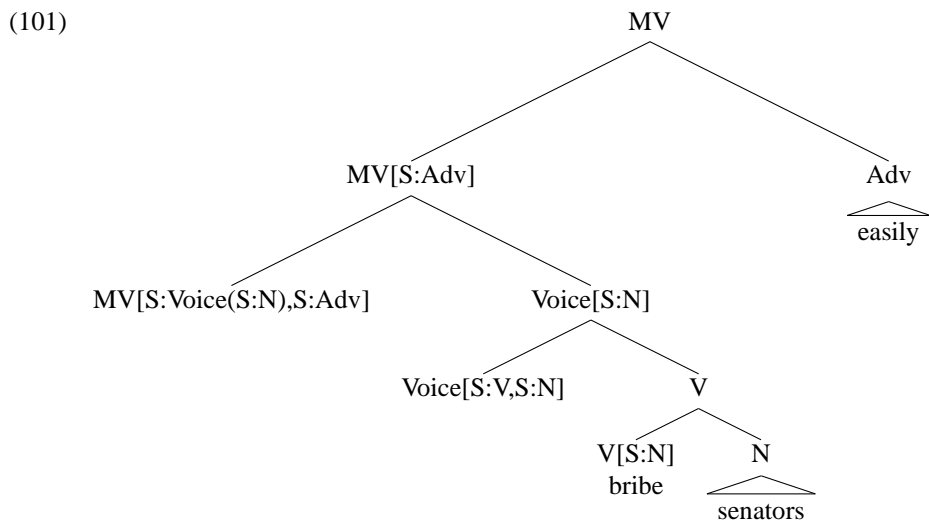 (101) MV
MV[S:Adv] Adv
easily
MV[S:Voice(S:N),S:Adv] Voice[S:N]
Voice[S:V,S:N] V
V[S:N] N
bribe
senators